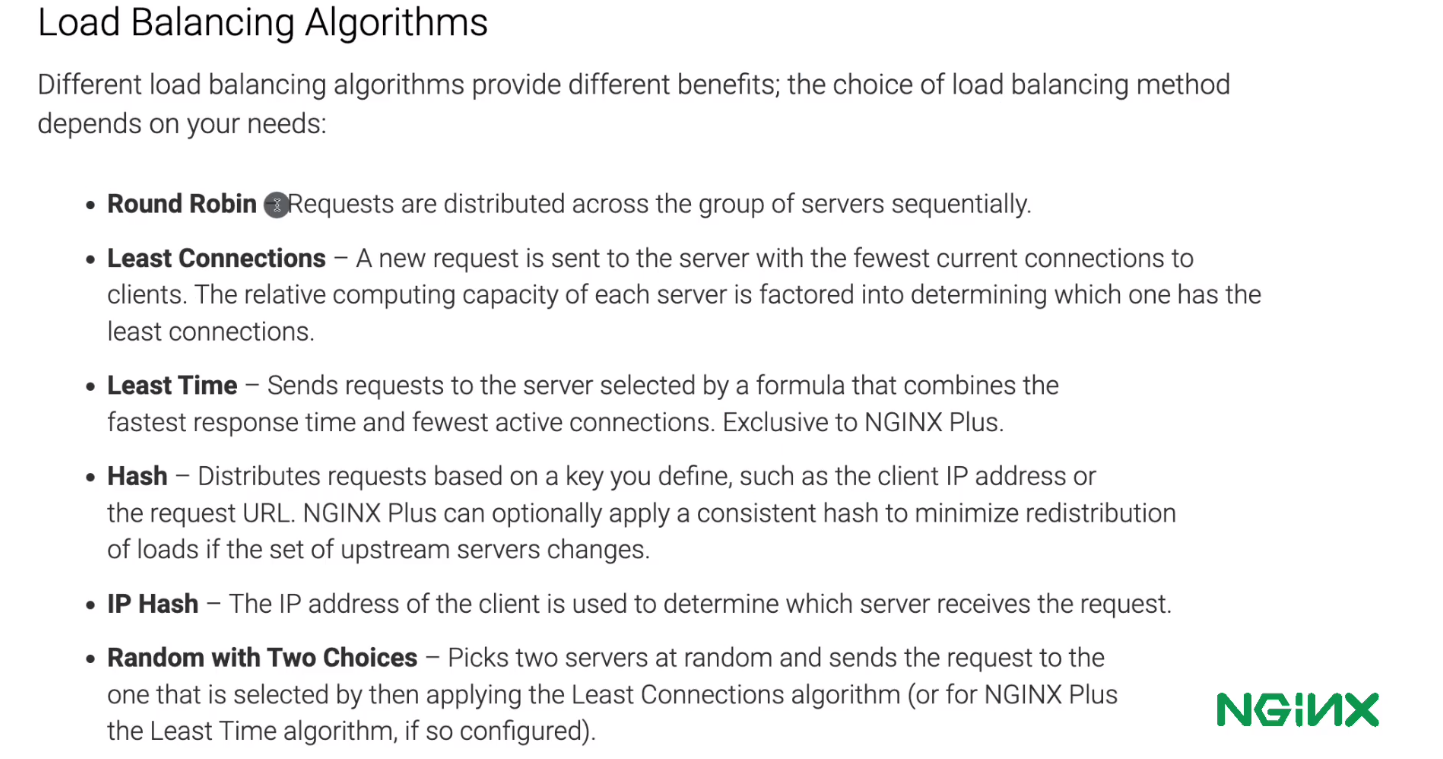 Load Balancing Algorithms
Different load balancing algorithms provide different benefits; the choice of load balancing method
depends on your needs:
• Round Robin – Requests are distributed across the group of servers sequentially.
• Least Connections – A new request is sent to the server with the fewest current connections to
clients. The relative computing capacity of each server is factored into determining which one has the
least connections.
• Least Time – Sends requests to the server selected by a formula that combines the
fastest response time and fewest active connections. Exclusive to NGINX Plus.
• Hash – Distributes requests based on a key you define, such as the client IP address or
the request URL. NGINX Plus can optionally apply a consistent hash to minimize redistribution
of loads if the set of upstream servers changes.
• IP Hash – The IP address of the client is used to determine which server receives the request.
• Random with Two Choices – Picks two servers at random and sends the request to the
one that is selected by then applying the Least Connections algorithm (or for NGINX Plus
the Least Time algorithm, if so configured).
NGINX